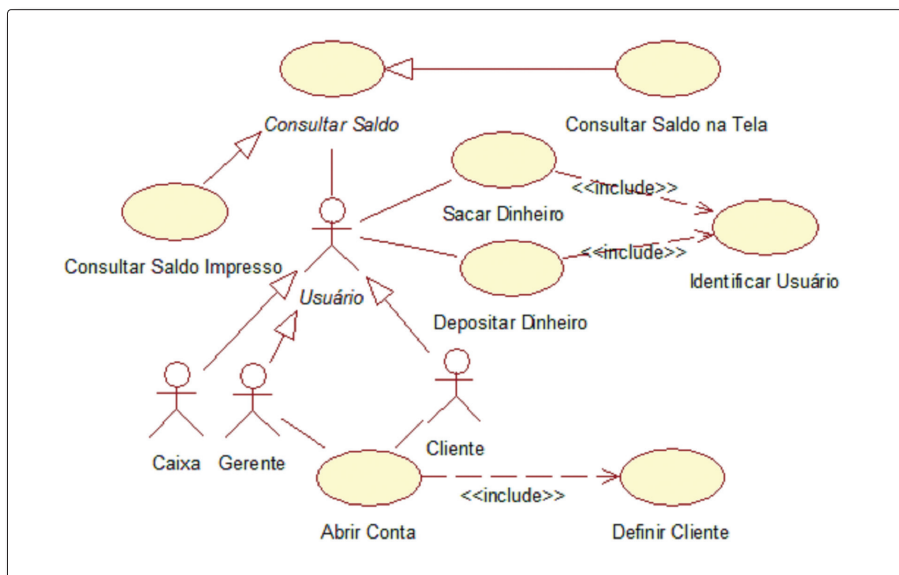 Consultar Saldo
Consultar Saldo na Tela
<<include>>
Sacar Dinheiro
Consultar Saldo Impresso
<<include>>
Identificar Usuário
Usuário
Depositar Dinheiro
Caixa
Gerente
Cliente
<<include>>
Abrir Conta
Definir Cliente